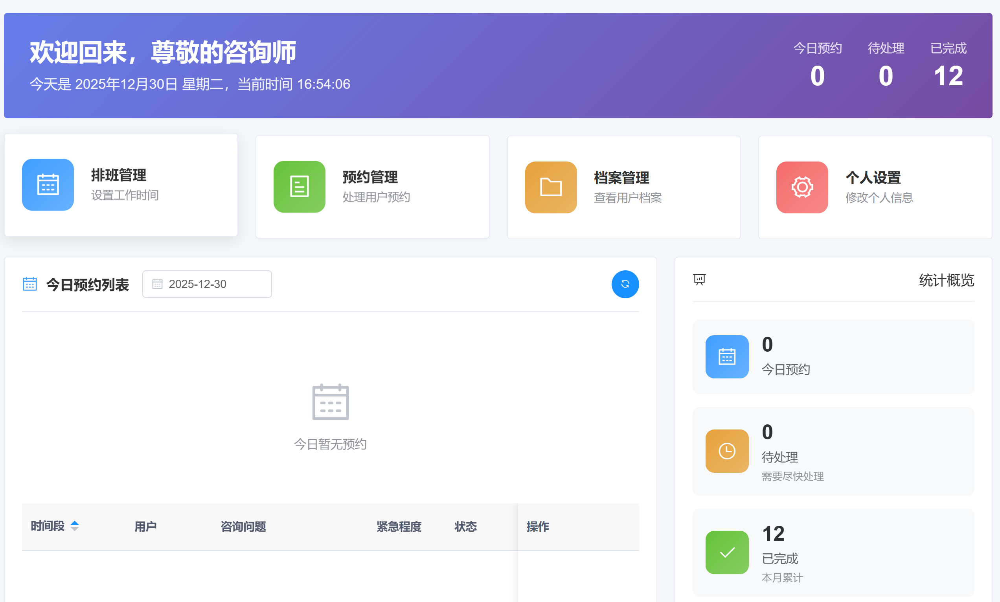 欢迎回来，尊敬的咨询师
今天是 2025年12月30日 星期二，当前时间 16:54:06
今日预约
0
待处理
0
已完成
12
排班管理
设置工作时间
预约管理
处理用户预约
档案管理
查看用户档案
个人设置
修改个人信息
今日预约列表
2025-12-30
今日暂无预约
时间段 用户 咨询问题 紧急程度 状态 操作
统计概览
0
今日预约
0
待处理
需要尽快处理
12
已完成
本月累计